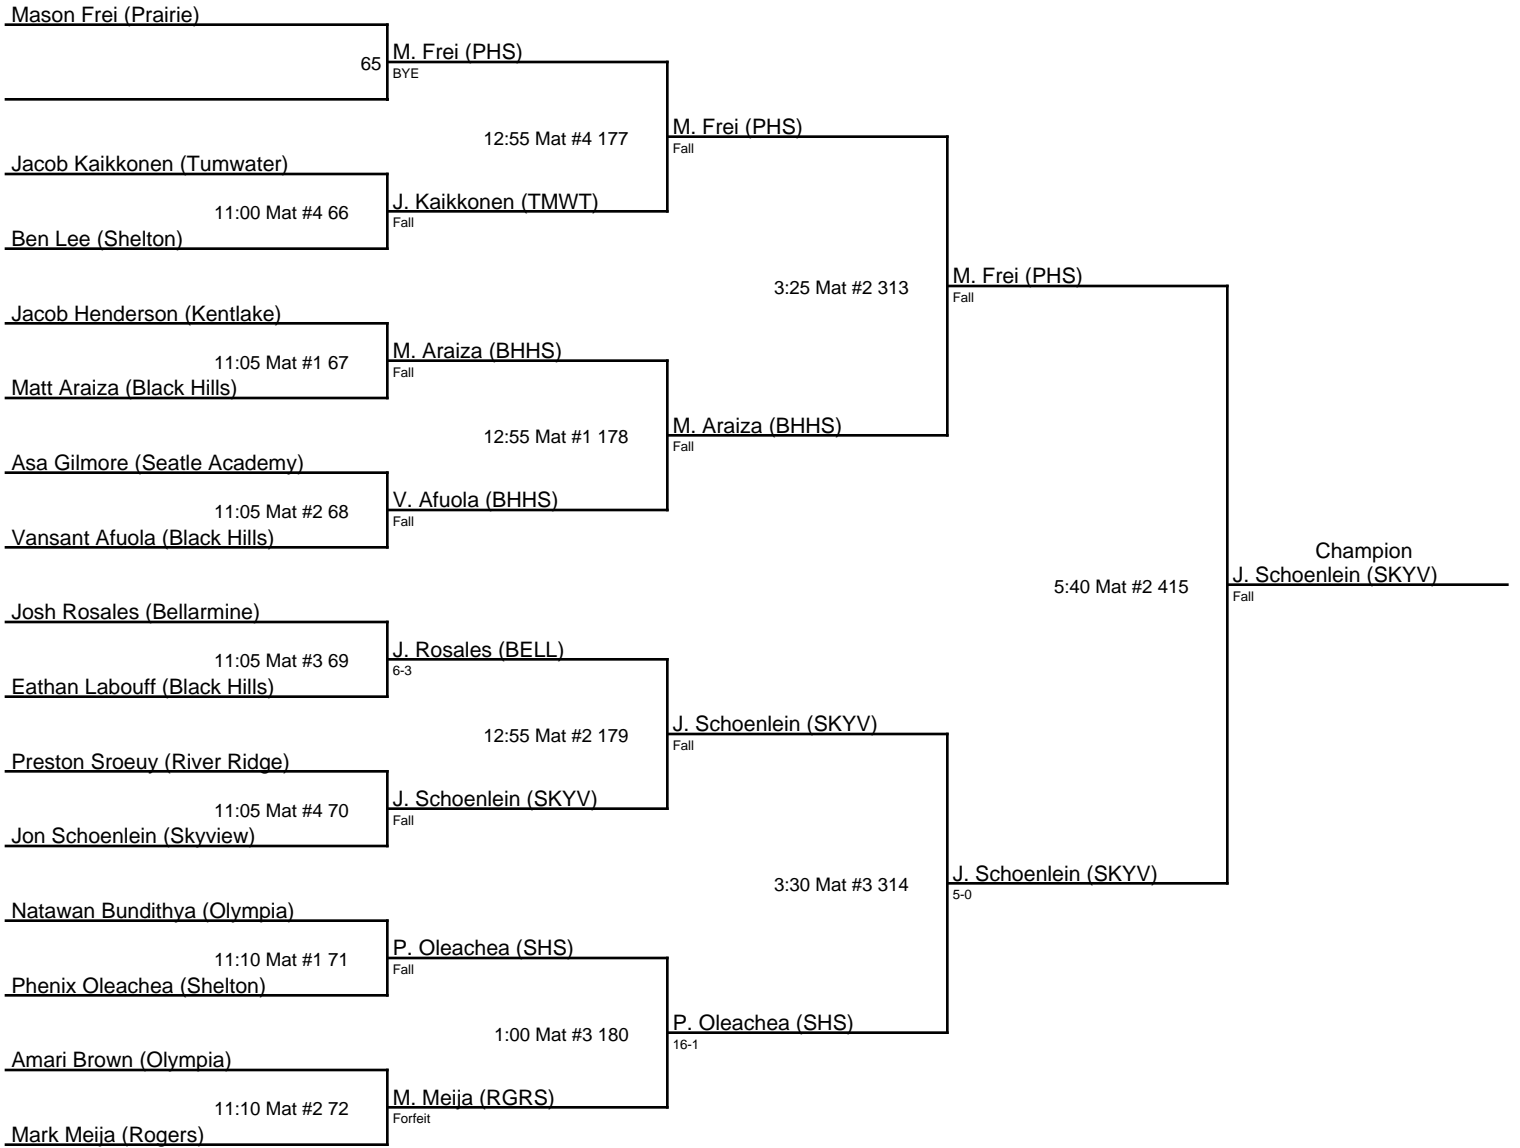 Mason Frei (Prairie)
65
M. Frei (PHS)
BYE
12:55 Mat #4 177
M. Frei (PHS)
Fall
Jacob Kaikkonen (Tumwater)
11:00 Mat #4 66
J. Kaikkonen (TMWT)
Fall
Ben Lee (Shelton)
3:25 Mat #2 313
M. Frei (PHS)
Fall
Jacob Henderson (Kentlake)
11:05 Mat #1 67
M. Araiza (BHHS)
Fall
Matt Araiza (Black Hills)
12:55 Mat #1 178
M. Araiza (BHHS)
Fall
Asa Gilmore (Seatle Academy)
11:05 Mat #2 68
V. Afuola (BHHS)
Fall
Vansant Afuola (Black Hills)
5:40 Mat #2 415
Champion
J. Schoenlein (SKYV)
Fall
Josh Rosales (Bellarmine)
11:05 Mat #3 69
J. Rosales (BELL)
6-3
Eathan Labouff (Black Hills)
12:55 Mat #2 179
J. Schoenlein (SKYV)
Fall
Preston Sroeuy (River Ridge)
11:05 Mat #4 70
J. Schoenlein (SKYV)
Fall
Jon Schoenlein (Skyview)
3:30 Mat #3 314
J. Schoenlein (SKYV)
5-0
Natawan Bundithya (Olympia)
11:10 Mat #1 71
P. Oleachea (SHS)
Fall
Phenix Oleachea (Shelton)
1:00 Mat #3 180
P. Oleachea (SHS)
16-1
Amari Brown (Olympia)
11:10 Mat #2 72
M. Meija (RGRS)
Forfeit
Mark Meija (Rogers)